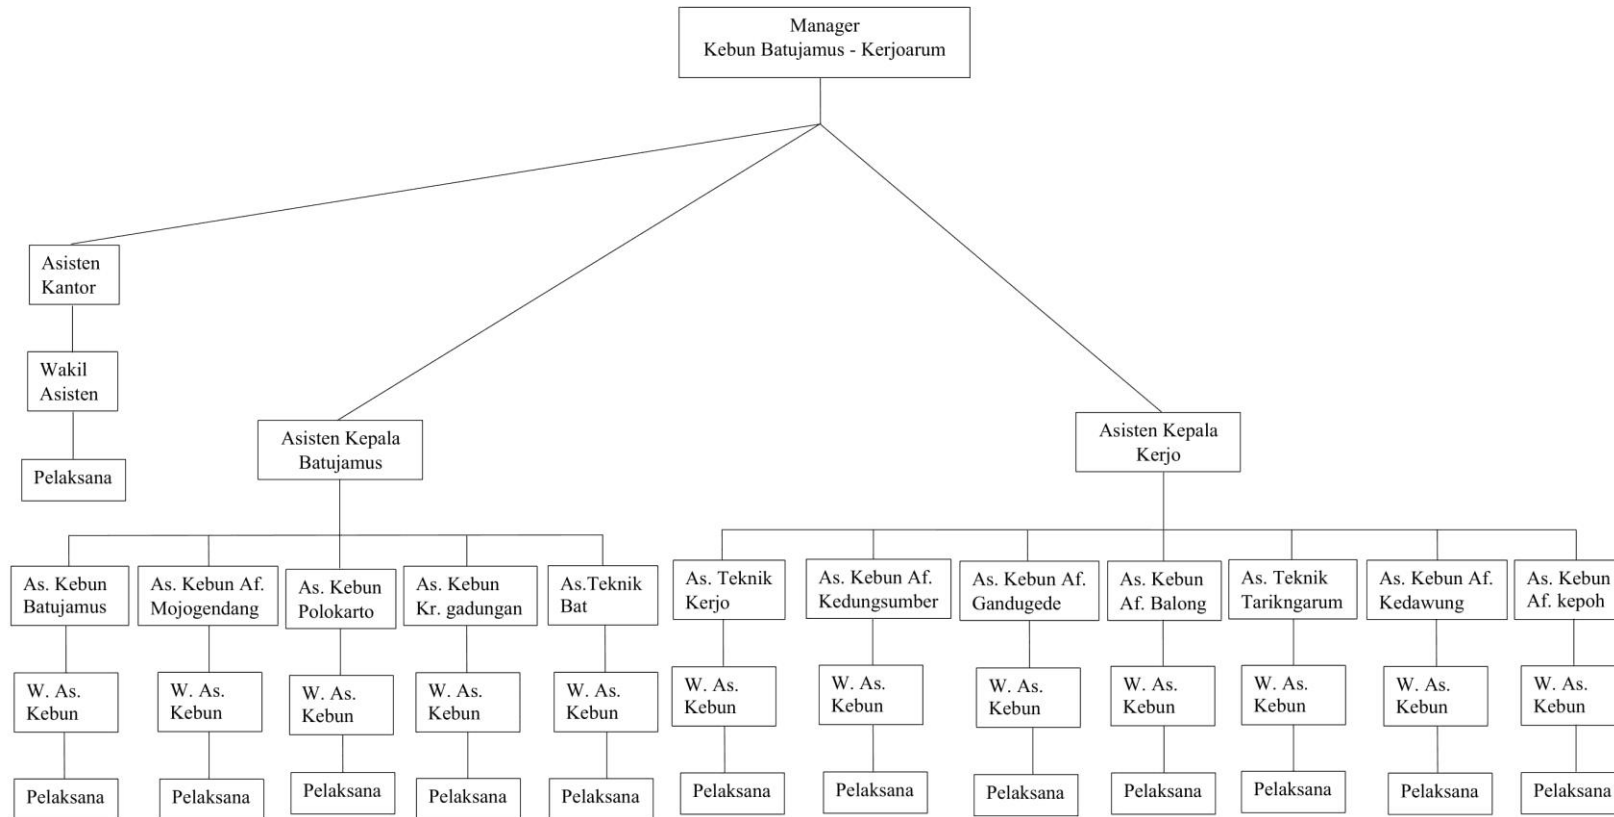 Manager
Kebun Batujamus - Kerjoarum
Asisten
Kantor
Wakil
Asisten
Pelaksana
Asisten Kepala
Batujamus
Asisten Kepala
Kerjo
As. Kebun
Batujamus
As. Kebun Af.
Mojogendang
As. Kebun
Polokarto
As. Kebun
Kr. gadungan
As.Teknik
Bat
As. Teknik
Kerjo
As. Kebun Af.
Kedungsumber
As. Kebun Af.
Gandugede
As. Kebun
Af. Balong
As. Teknik
Tarikngarum
As. Kebun Af.
Kedawung
As. Kebun
Af. kepoh
W. As.
Kebun
W. As.
Kebun
W. As.
Kebun
W. As.
Kebun
W. As.
Kebun
W. As.
Kebun
W. As.
Kebun
W. As.
Kebun
W. As.
Kebun
W. As.
Kebun
W. As.
Kebun
W. As.
Kebun
Pelaksana
Pelaksana
Pelaksana
Pelaksana
Pelaksana
Pelaksana
Pelaksana
Pelaksana
Pelaksana
Pelaksana
Pelaksana
Pelaksana